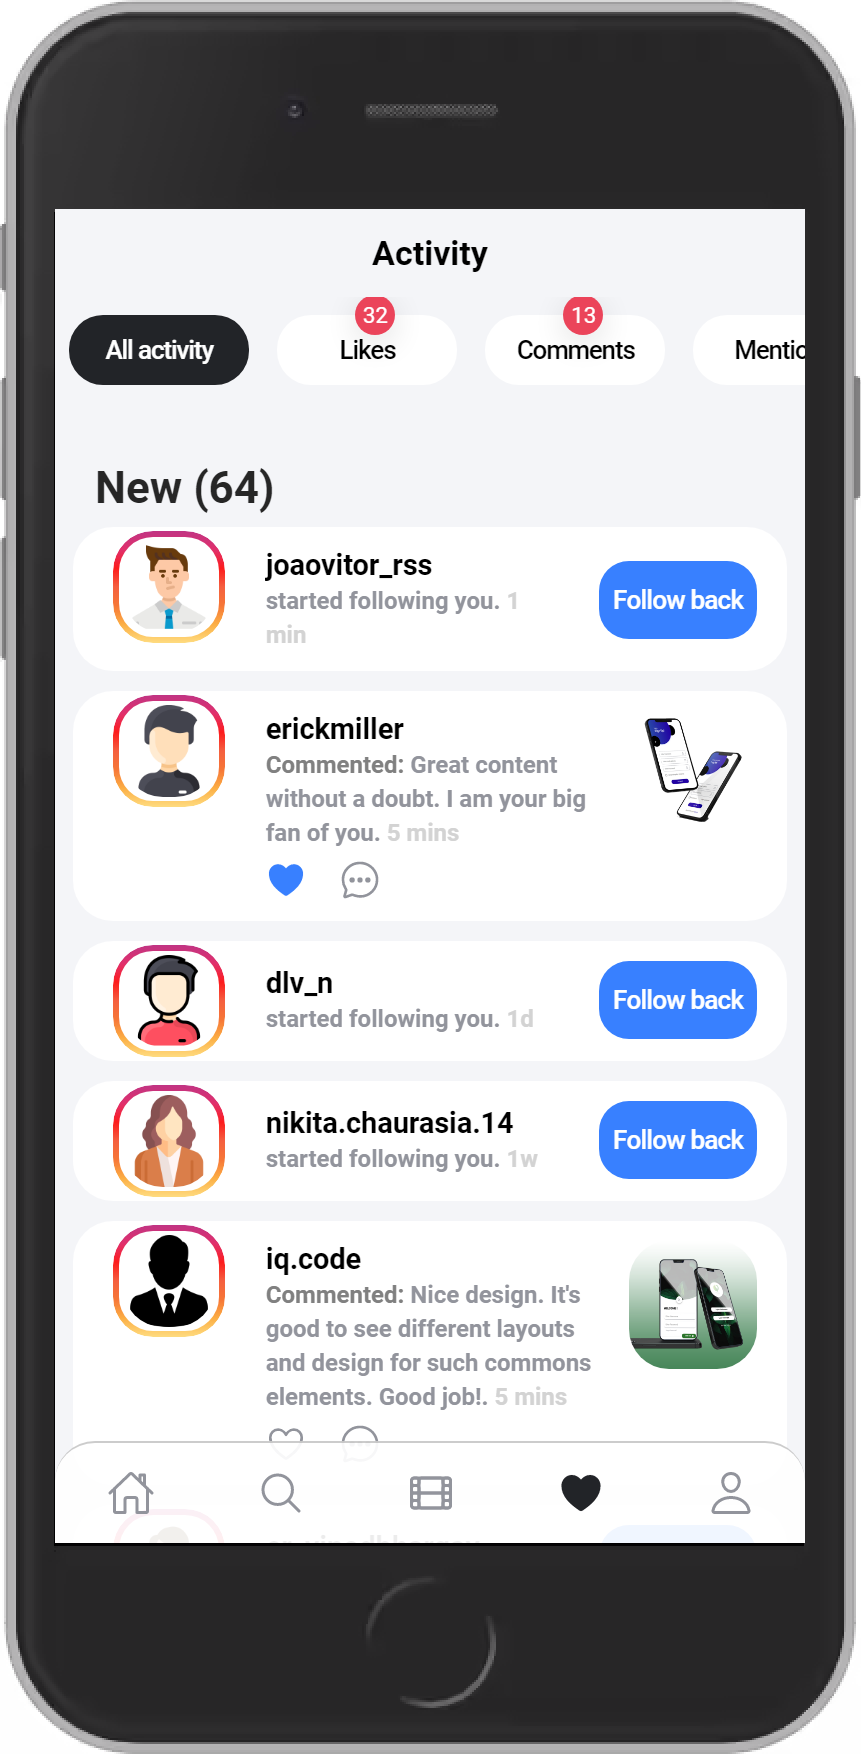 Activity
32
13
All activity
Likes
Comments
Mentio
New (64)
joaovitor_rss
started following you. 1
min
Follow back
erickmiller
Commented: Great content
without a doubt. I am your big
fan of you. 5 mins
dlv_n
started following you. 1d
Follow back
nikita.chaurasia.14
started following you. 1w
Follow back
iq.code
Commented: Nice design. It's
good to see different layouts
and design for such commons
elements. Good job!. 5 mins